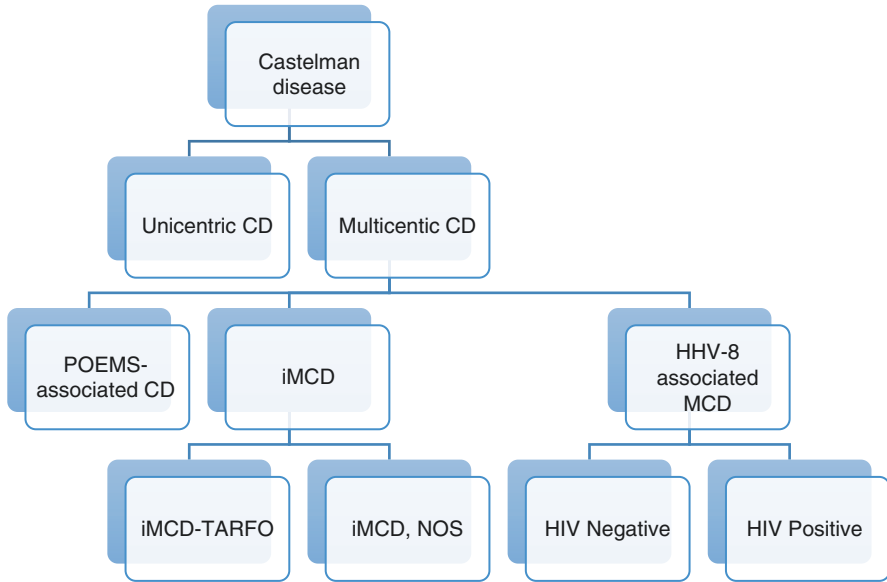 Castelman
disease
Unicentric CD
Multicentic CD
POEMS-
associated CD
iMCD
HHV-8
associated
MCD
iMCD-TARFO
iMCD, NOS
HIV Negative
HIV Positive